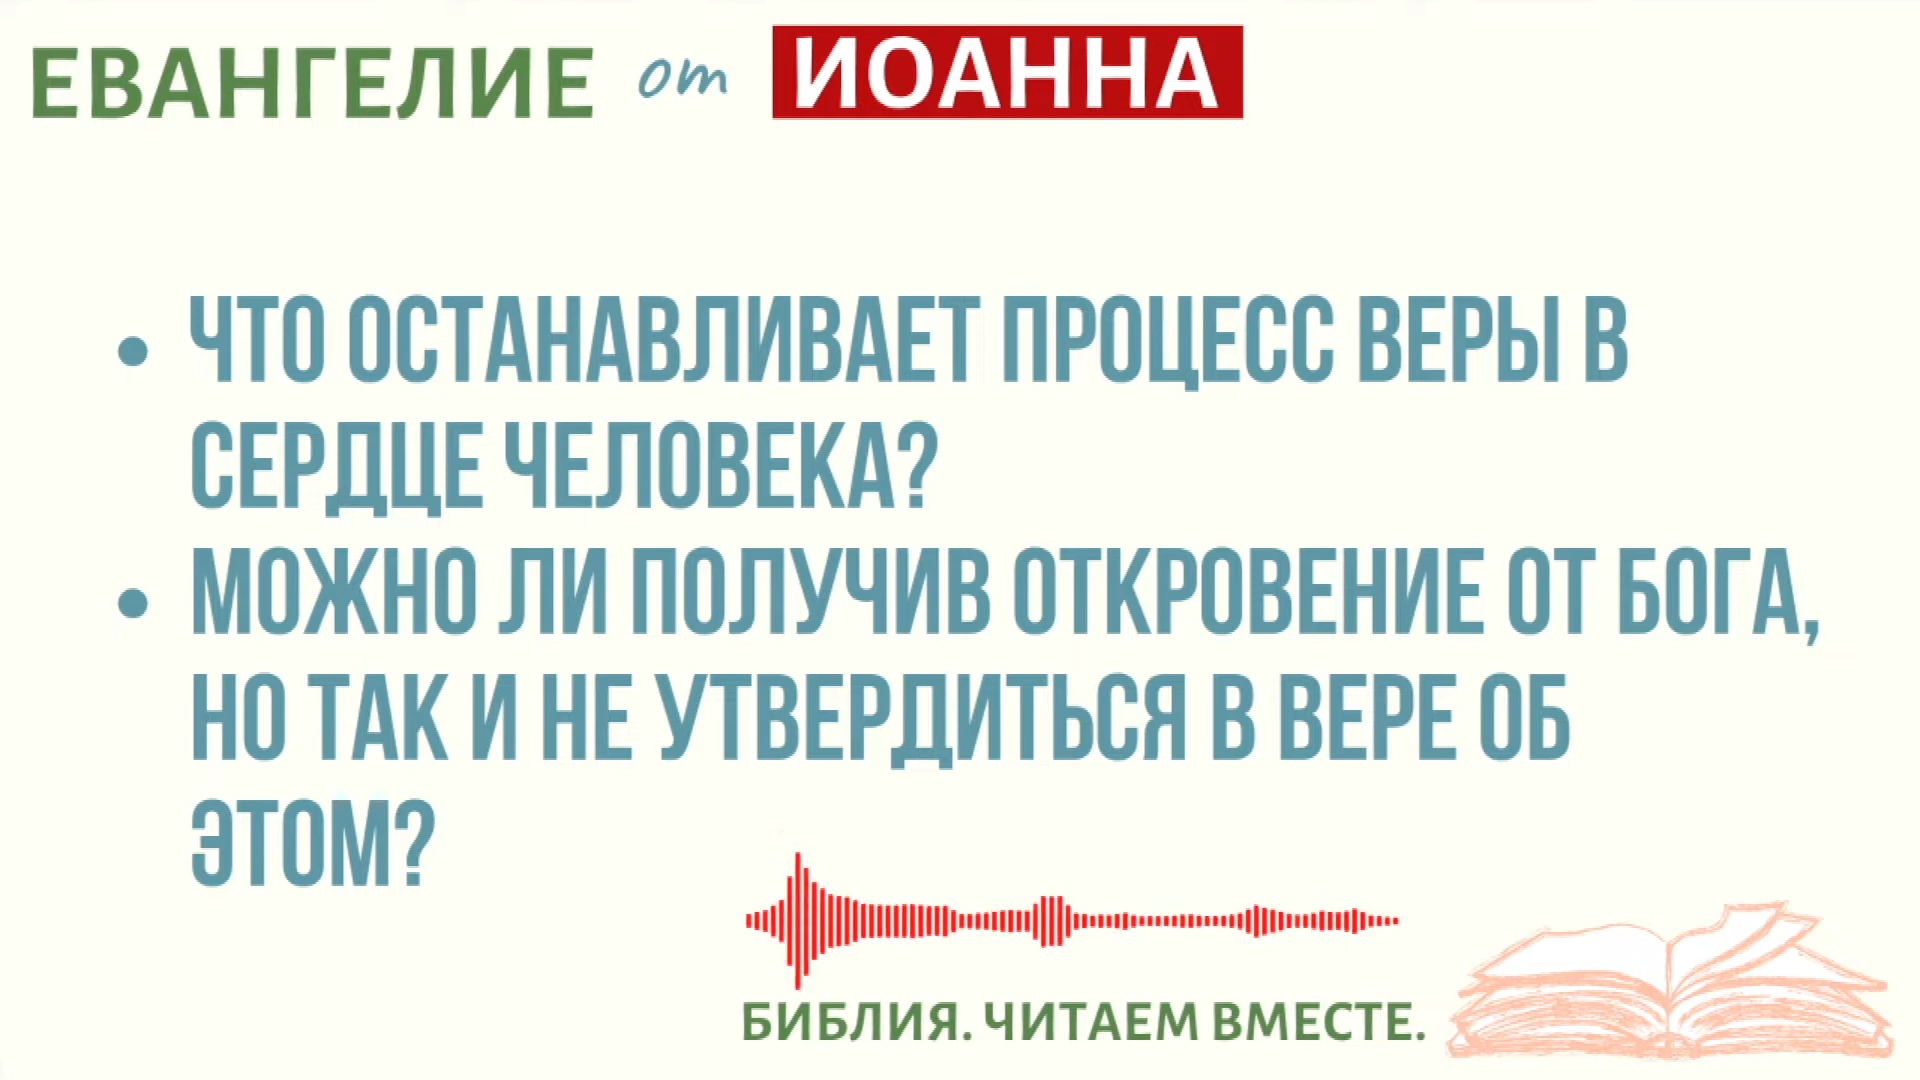 ЕВАНГЕЛИЕ от ИОАННА
• ЧТО ОСТАНАВЛИВАЕТ ПРОЦЕСС ВЕРЫ В
СЕРДЦЕ ЧЕЛОВЕКА?
• МОЖНО ЛИ ПОЛУЧИВ ОТКРОВЕНИЕ ОТ БОГА,
НО ТАК И НЕ УТВЕРДИТЬСЯ В ВЕРЕ ОБ
ЭТОМ?
БИБЛИЯ. ЧИТАЕМ ВМЕСТЕ.